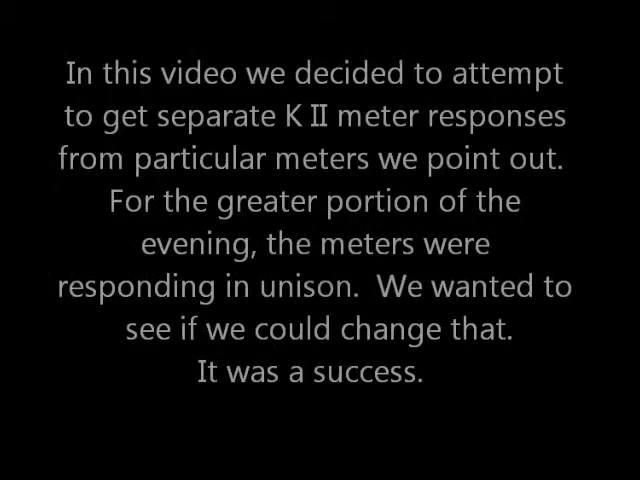 In this video we decided to attempt
to get separate K II meter responses
from particular meters we point out.
For the greater portion of the
evening, the meters were
responding in unison.  We wanted to
see if we could change that.
It was a success.